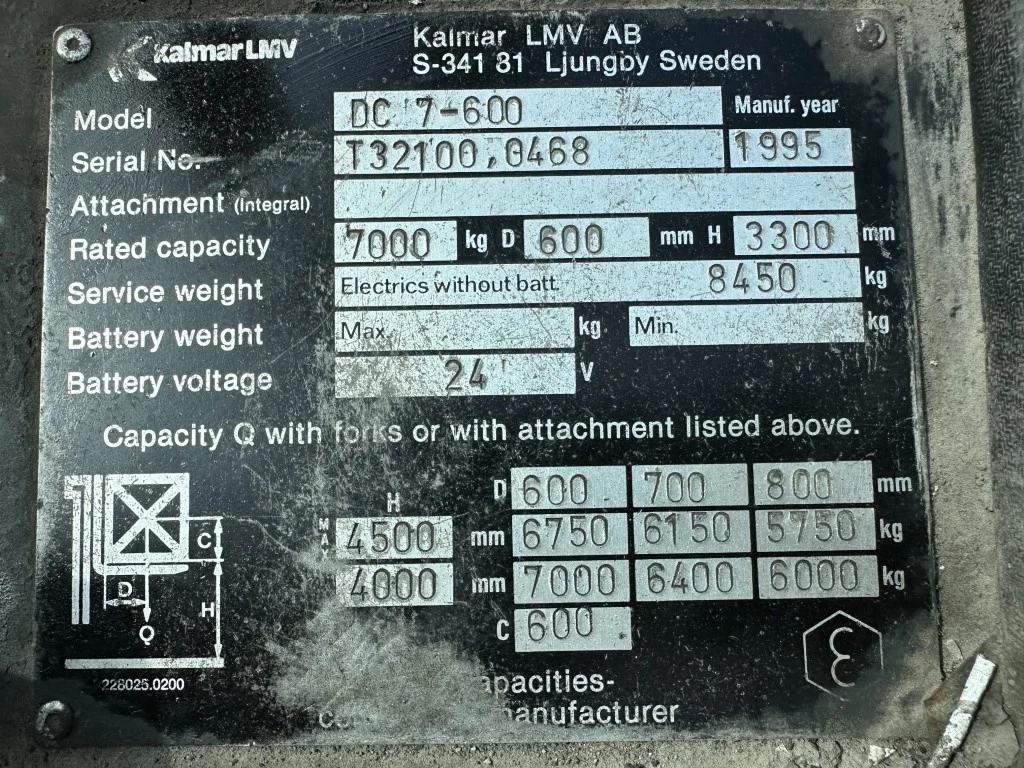 kalmar LMV
Kalmar LMV AB
S-341 81 Ljungby Sweden
Model DC 7-600 Manuf. year
Serial No. T32100,0468 1995
Attachment (Integral)
Rated capacity 7000 kg D 600 mm H 3300 mm
Service weight Electrics without batt. 8450 kg
Battery weight Max. kg Min. kg
Battery voltage 24 V
Capacity Q with forks or with attachment listed above.
H D 600 700 800 mm
MAX 4500 mm 6750 6150 5750 kg
4000 mm 7000 6400 6000 kg
C 600
C
D
H
Q
228025.0200
ε